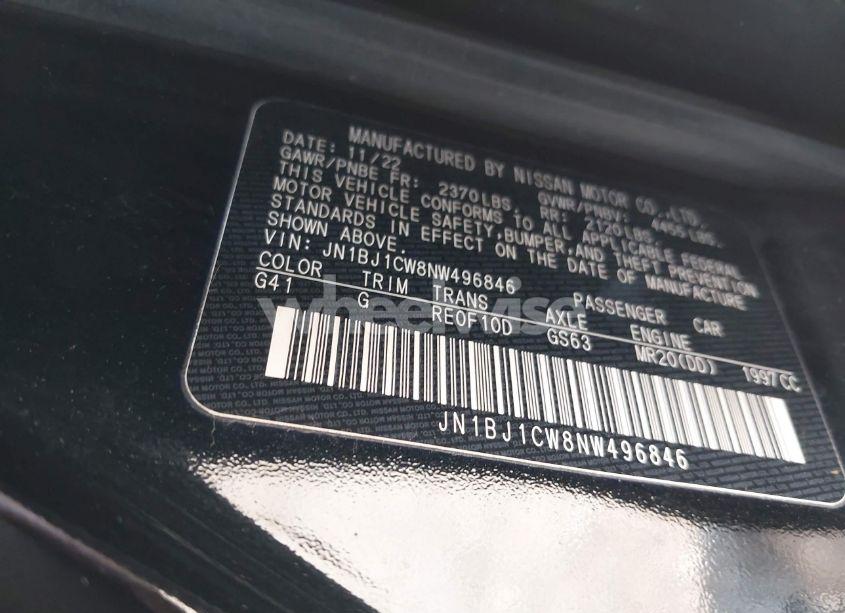 MANUFACTURED BY NISSAN MOTOR CO.,LTD.
DATE: 11/22 GVWR/PNBV: 4455 LBS.
GAWR/PNBE FR: 2370LBS. RR: 2120LBS.
THIS VEHICLE CONFORMS TO ALL APPLICABLE FEDERAL
MOTOR VEHICLE SAFETY,BUMPER,AND THEFT PREVENTION
STANDARDS IN EFFECT ON THE DATE OF MANUFACTURE
SHOWN ABOVE.
VIN: JN1BJ1CW8NW496846 PASSENGER CAR
COLOR TRIM TRANS AXLE ENGINE
G41 G RE0F10D GS63 MR20(DD) 1997CC
JN1BJ1CW8NW496846
wheelwise